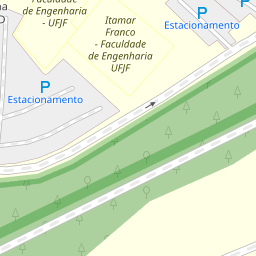 Faculdade
de Engenharia
- UFJF
Itamar
Franco
- Faculdade
de Engenharia
UFJF
P
Estacionamento
P
P
Estacionamento